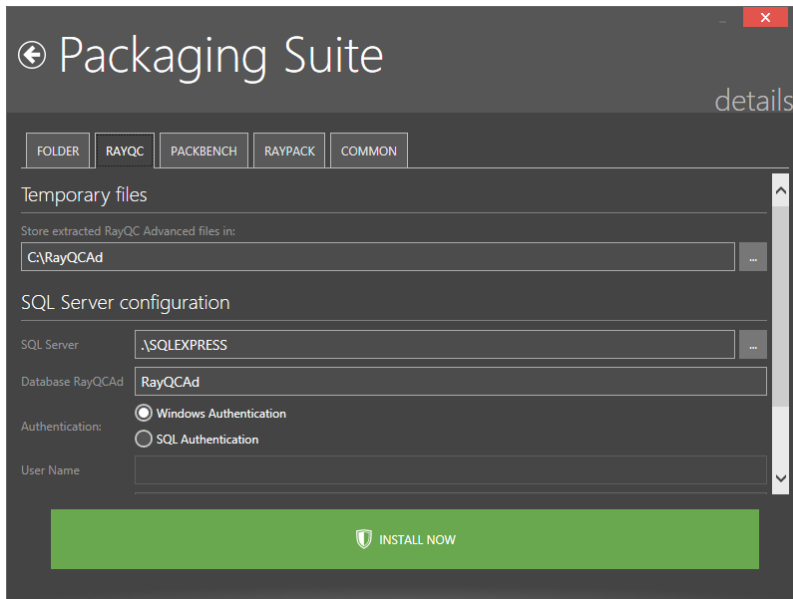 Packaging Suite
details
FOLDER RAYQC PACKBENCH RAYPACK COMMON
Temporary files
Store extracted RayQC Advanced files in:
C:\RayQCAd ...
SQL Server configuration
SQL Server .\SQLEXPRESS ...
Database RayQCAd RayQCAd
Windows Authentication
Authentication:
SQL Authentication
User Name
INSTALL NOW